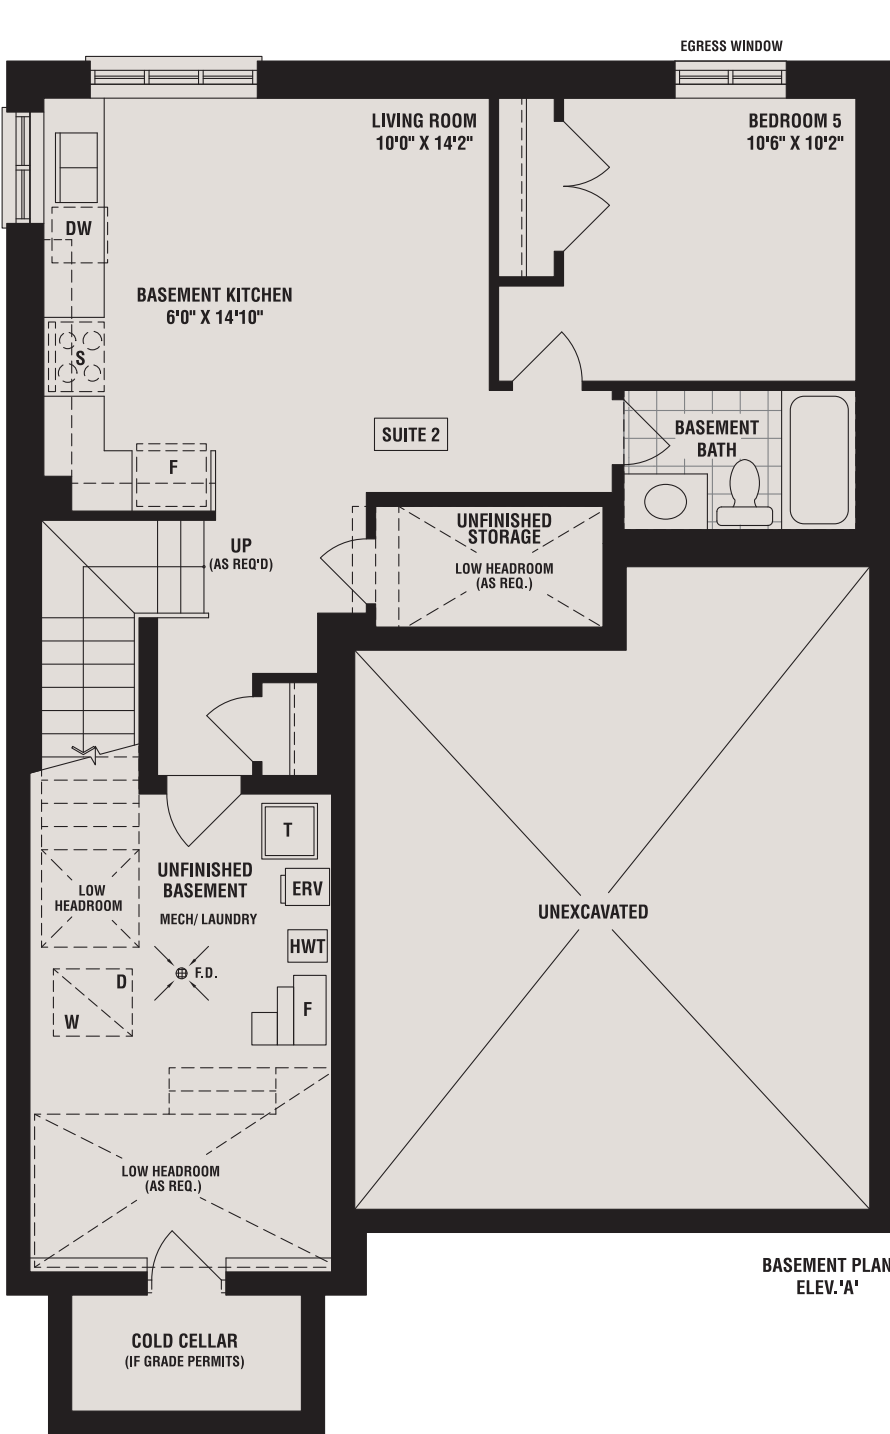 EGRESS WINDOW
LIVING ROOM
10'0" X 14'2"
BEDROOM 5
10'6" X 10'2"
DW
BASEMENT KITCHEN
6'0" X 14'10"
S
SUITE 2
BASEMENT
BATH
F
UNFINISHED
STORAGE
LOW HEADROOM
(AS REQ.)
UP
(AS REQ'D)
T
UNFINISHED
BASEMENT
MECH/ LAUNDRY
ERV
LOW
HEADROOM
HWT
UNEXCAVATED
F.D.
D
W
F
LOW HEADROOM
(AS REQ.)
BASEMENT PLAN
ELEV.'A'
COLD CELLAR
(IF GRADE PERMITS)